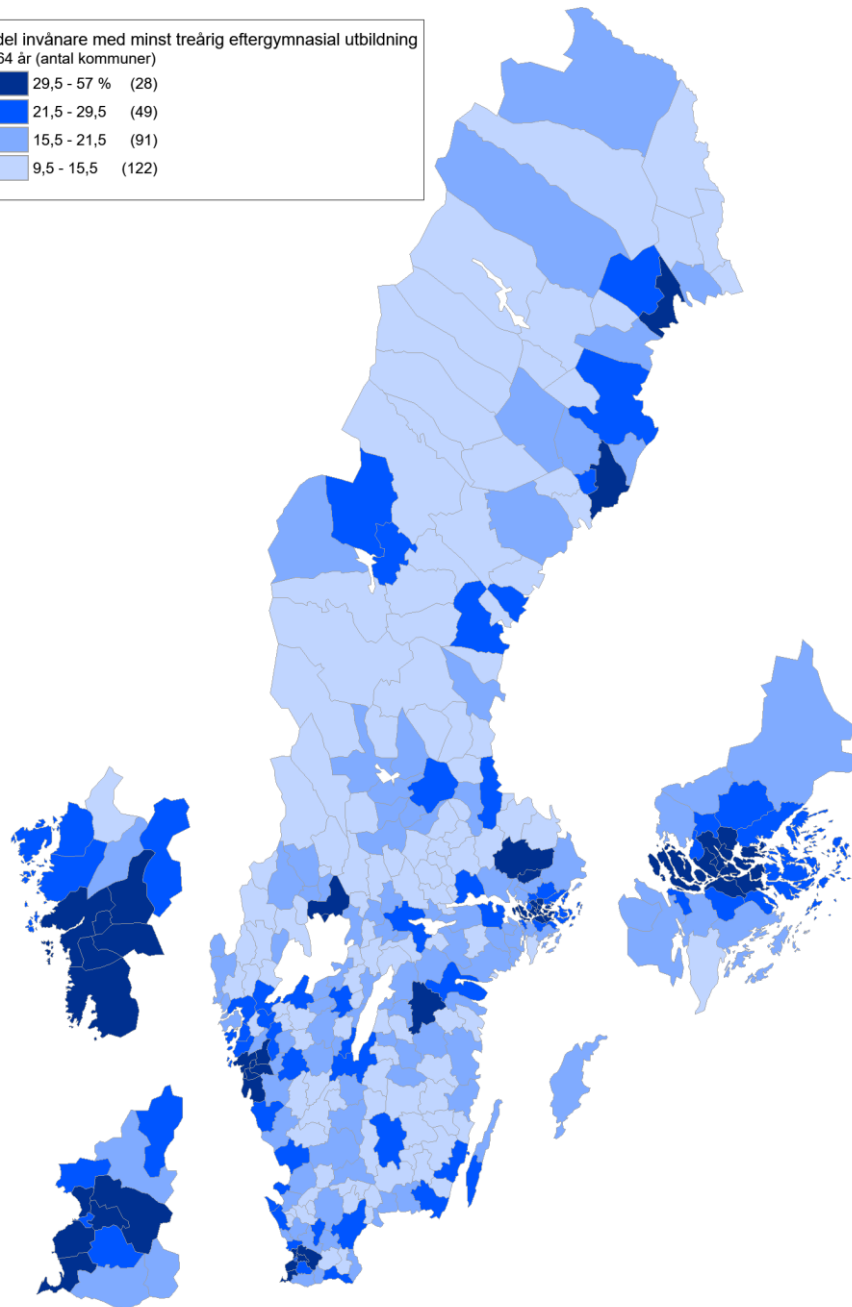 del invånare med minst treårig eftergymnasial utbildning
64 år (antal kommuner)
29,5 - 57 % (28)
21,5 - 29,5 (49)
15,5 - 21,5 (91)
9,5 - 15,5 (122)